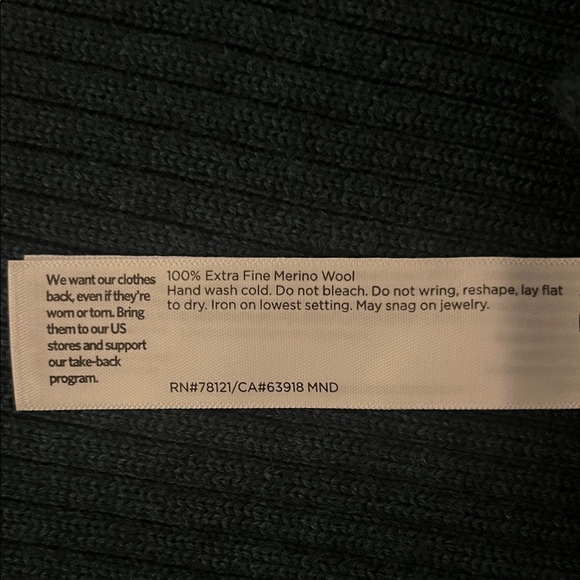 We want our clothes
back, even if they're
worn or torn. Bring
them to our US
stores and support
our take-back
program.
100% Extra Fine Merino Wool
Hand wash cold. Do not bleach. Do not wring, reshape, lay flat
to dry. Iron on lowest setting. May snag on jewelry.
RN#78121/CA#63918 MND